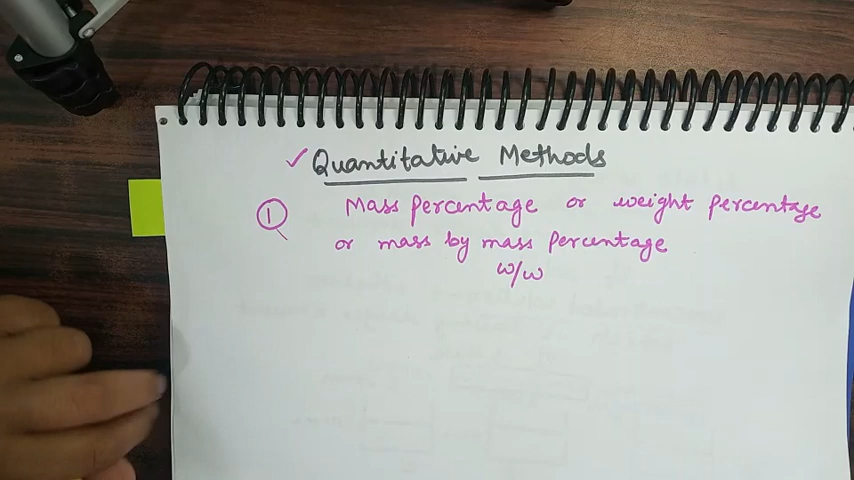 ✓ Quantitative Methods
① Mass percentage or weight percentage
or mass by mass percentage
w/w